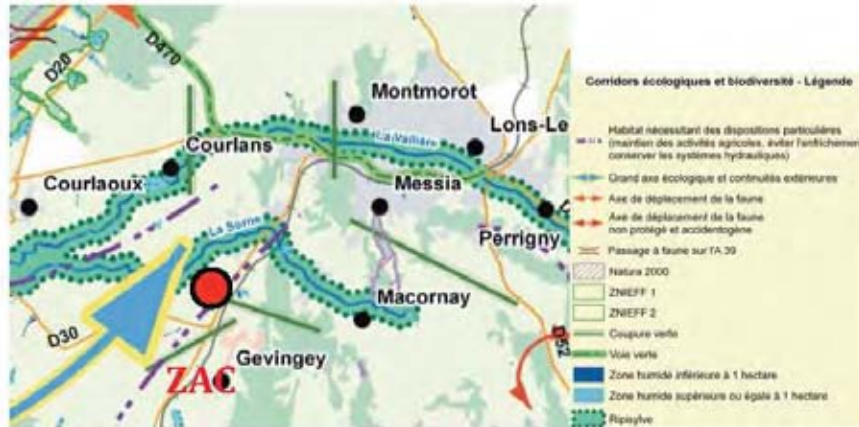 D20
D470
Montmorot
La Vallière
Lons-Le
Courlans
Courlaoux
Messia
La Sorne
Perrigny
Macornay
D30
D52
Gevingey
ZAC
Corridors écologiques et biodiversité - Légende
Habitat nécessitant des dispositions particulières
(maintien des activités agricoles, éviter l'enfrichement
conserver les systèmes hydrauliques)
Grand axe écologique et continuités extérieures
Axe de déplacement de la faune
Axe de déplacement de la faune
non protégé et accidentogène
Passage à faune sur l'A 39
Natura 2000
ZNIEFF 1
ZNIEFF 2
Coupure verte
Voie verte
Zone humide inférieure à 1 hectare
Zone humide supérieure ou égale à 1 hectare
Ripisylve